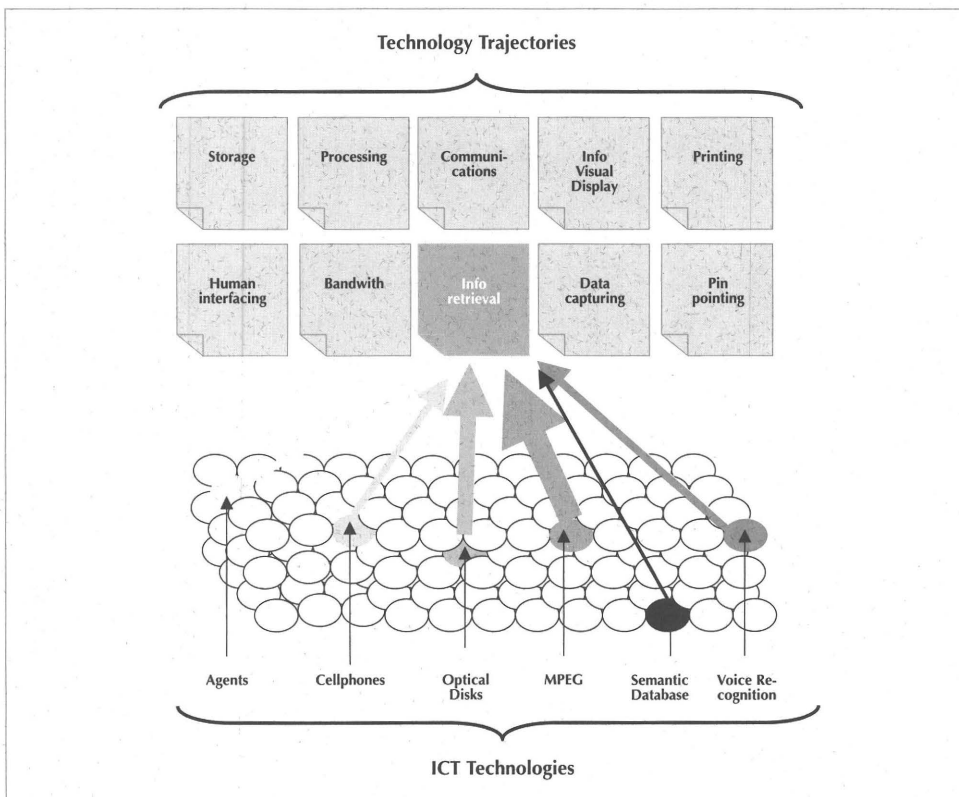 Technology Trajectories
Storage
Processing
Communi-
cations
Info
Visual
Display
Printing
Human
interfacing
Bandwith
Info
retrieval
Data
capturing
Pin
pointing
Agents
Cellphones
Optical
Disks
MPEG
Semantic
Database
Voice Re-
cognition
ICT Technologies